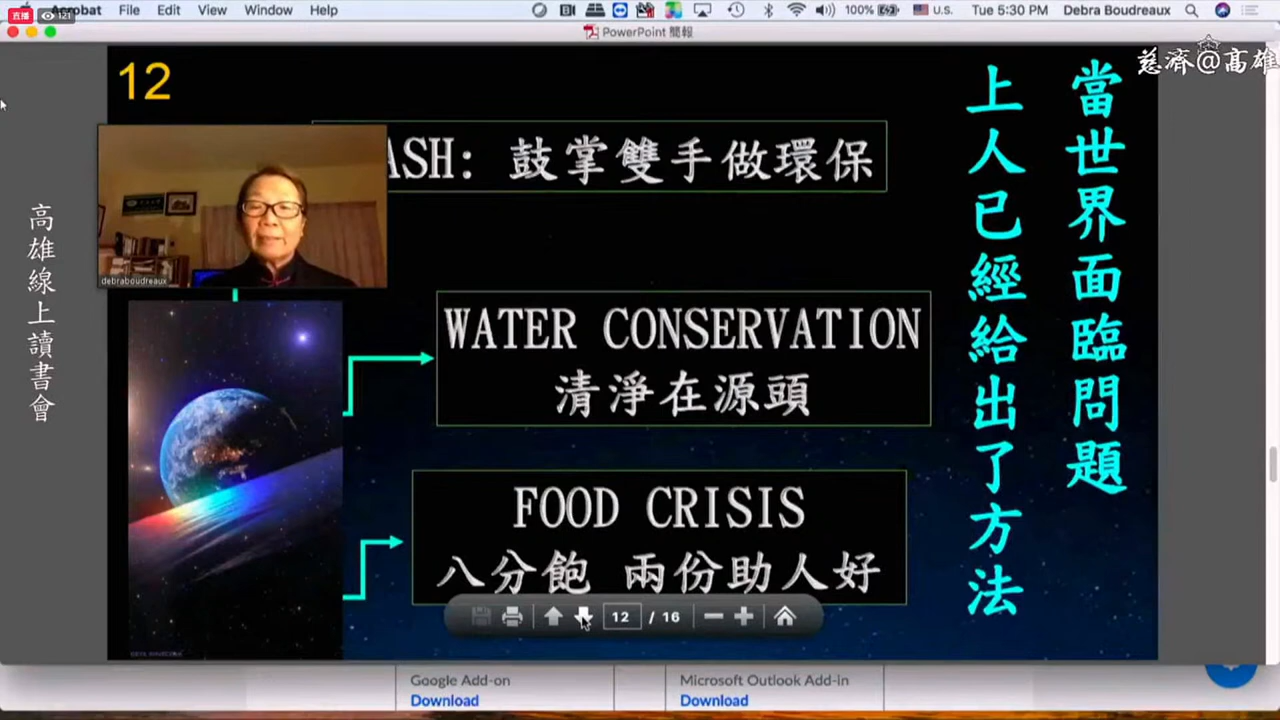 直播 121
Acrobat File Edit View Window Help 100% U.S. Tue 5:30 PM Debra Boudreaux
PowerPoint 簡報
慈濟@高雄
12
ASH: 鼓掌雙手做環保
當世界面臨問題
上人已經給出了方法
高雄線上讀書會
debraboudreaux
WATER CONSERVATION
清淨在源頭
FOOD CRISIS
八分飽 兩份助人好
12 / 16
Google Add-on
Download
Microsoft Outlook Add-in
Download